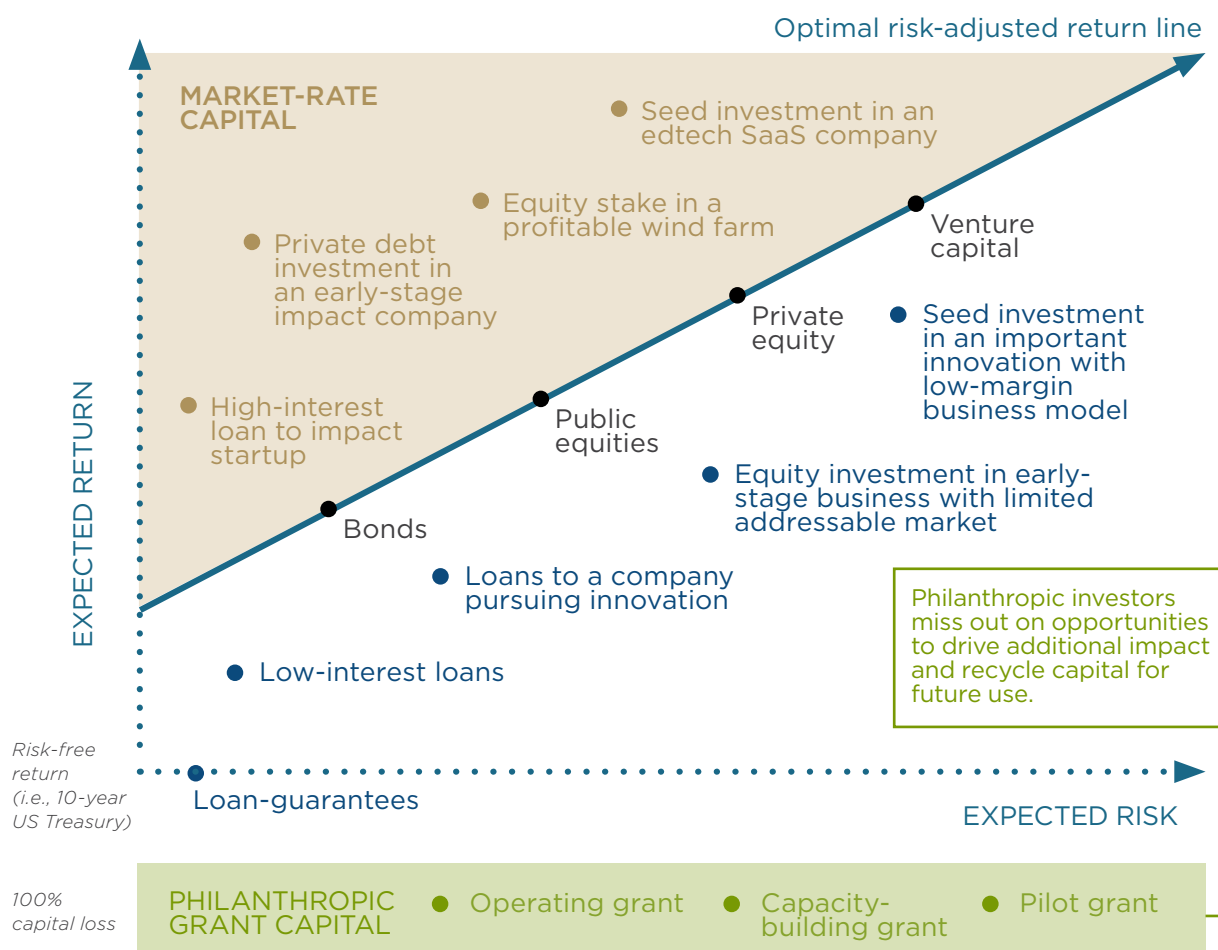 Optimal risk-adjusted return line
MARKET-RATE
CAPITAL
Seed investment in an
edtech SaaS company
Equity stake in a
profitable wind farm
Private debt
investment in
an early-stage
impact company
Venture
capital
Private
equity
Seed investment
in an important
innovation with
low-margin
business model
High-interest
loan to impact
startup
Public
equities
EXPECTED RETURN
Equity investment in early-
stage business with limited
addressable market
Bonds
Loans to a company
pursuing innovation
Philanthropic investors
miss out on opportunities
to drive additional impact
and recycle capital for
future use.
Low-interest loans
Risk-free
return
(i.e., 10-year
US Treasury)
Loan-guarantees
EXPECTED RISK
100%
capital loss
PHILANTHROPIC
GRANT CAPITAL
Operating grant
Capacity-
building grant
Pilot grant